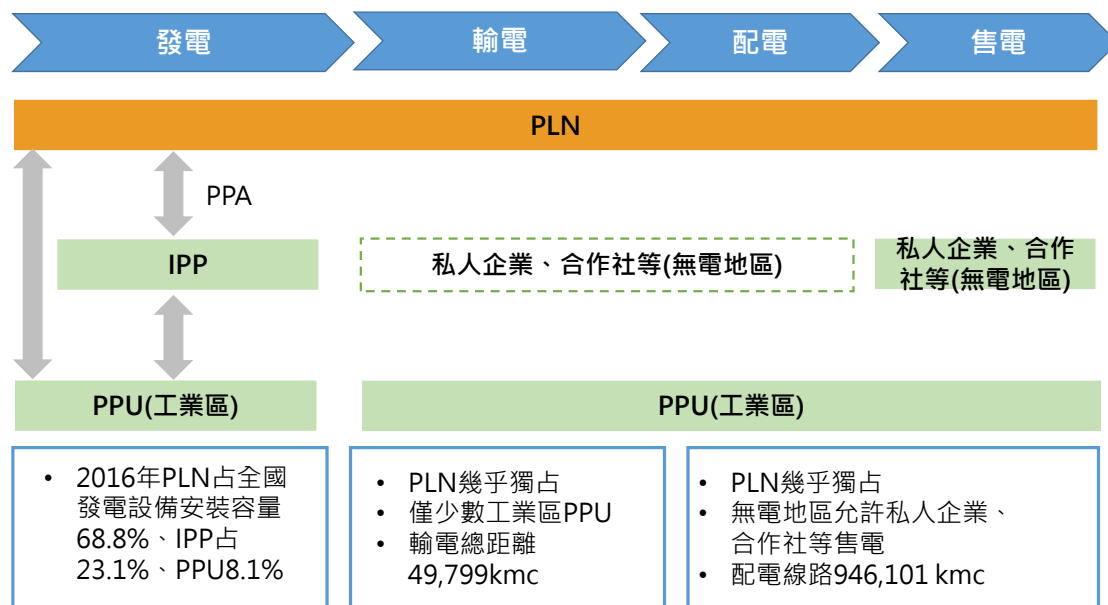 發電
輸電
配電
售電
PLN
PPA
IPP
私人企業、合作社等(無電地區)
私人企業、合作
社等(無電地區)
PPU(工業區)
PPU(工業區)
• 2016年PLN占全國
發電設備安裝容量
68.8%、IPP占
23.1%、PPU8.1%
• PLN幾乎獨占
• 僅少數工業區PPU
• 輸電總距離
49,799kmc
• PLN幾乎獨占
• 無電地區允許私人企業、
合作社等售電
• 配電線路946,101 kmc